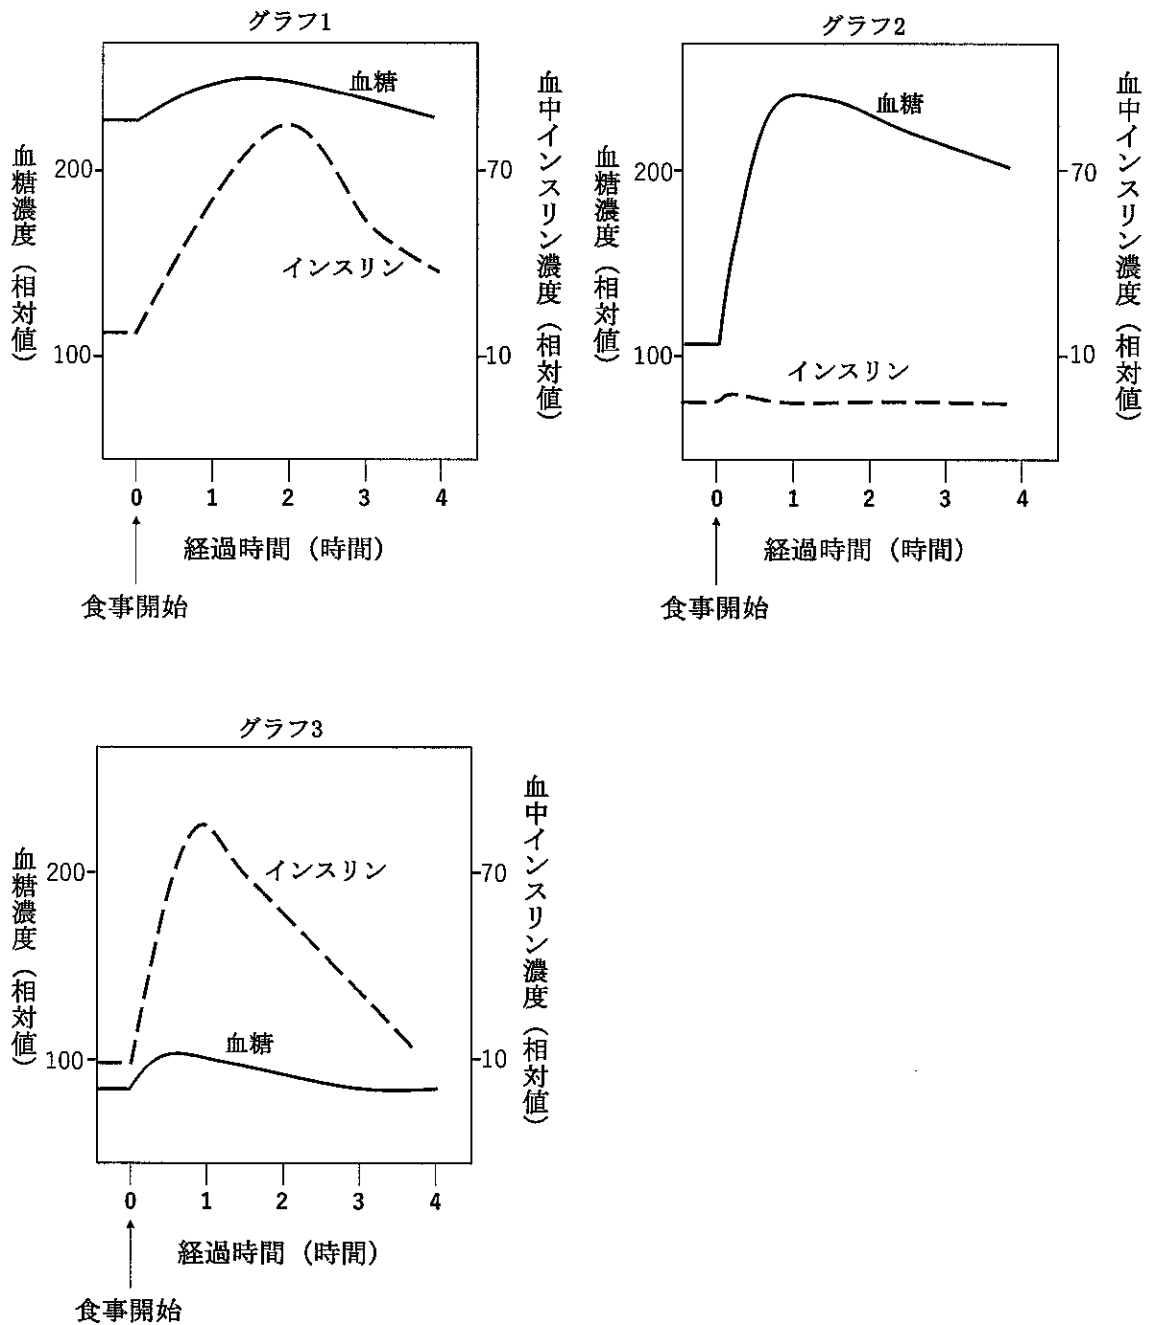 グラフ1
血糖
インスリン
200
100
70
10
血糖濃度（相対値）
血中インスリン濃度（相対値）
0 1 2 3 4
経過時間（時間）
食事開始
グラフ2
血糖
インスリン
200
100
70
10
血糖濃度（相対値）
血中インスリン濃度（相対値）
0 1 2 3 4
経過時間（時間）
食事開始
グラフ3
インスリン
血糖
200
100
70
10
血糖濃度（相対値）
血中インスリン濃度（相対値）
0 1 2 3 4
経過時間（時間）
食事開始